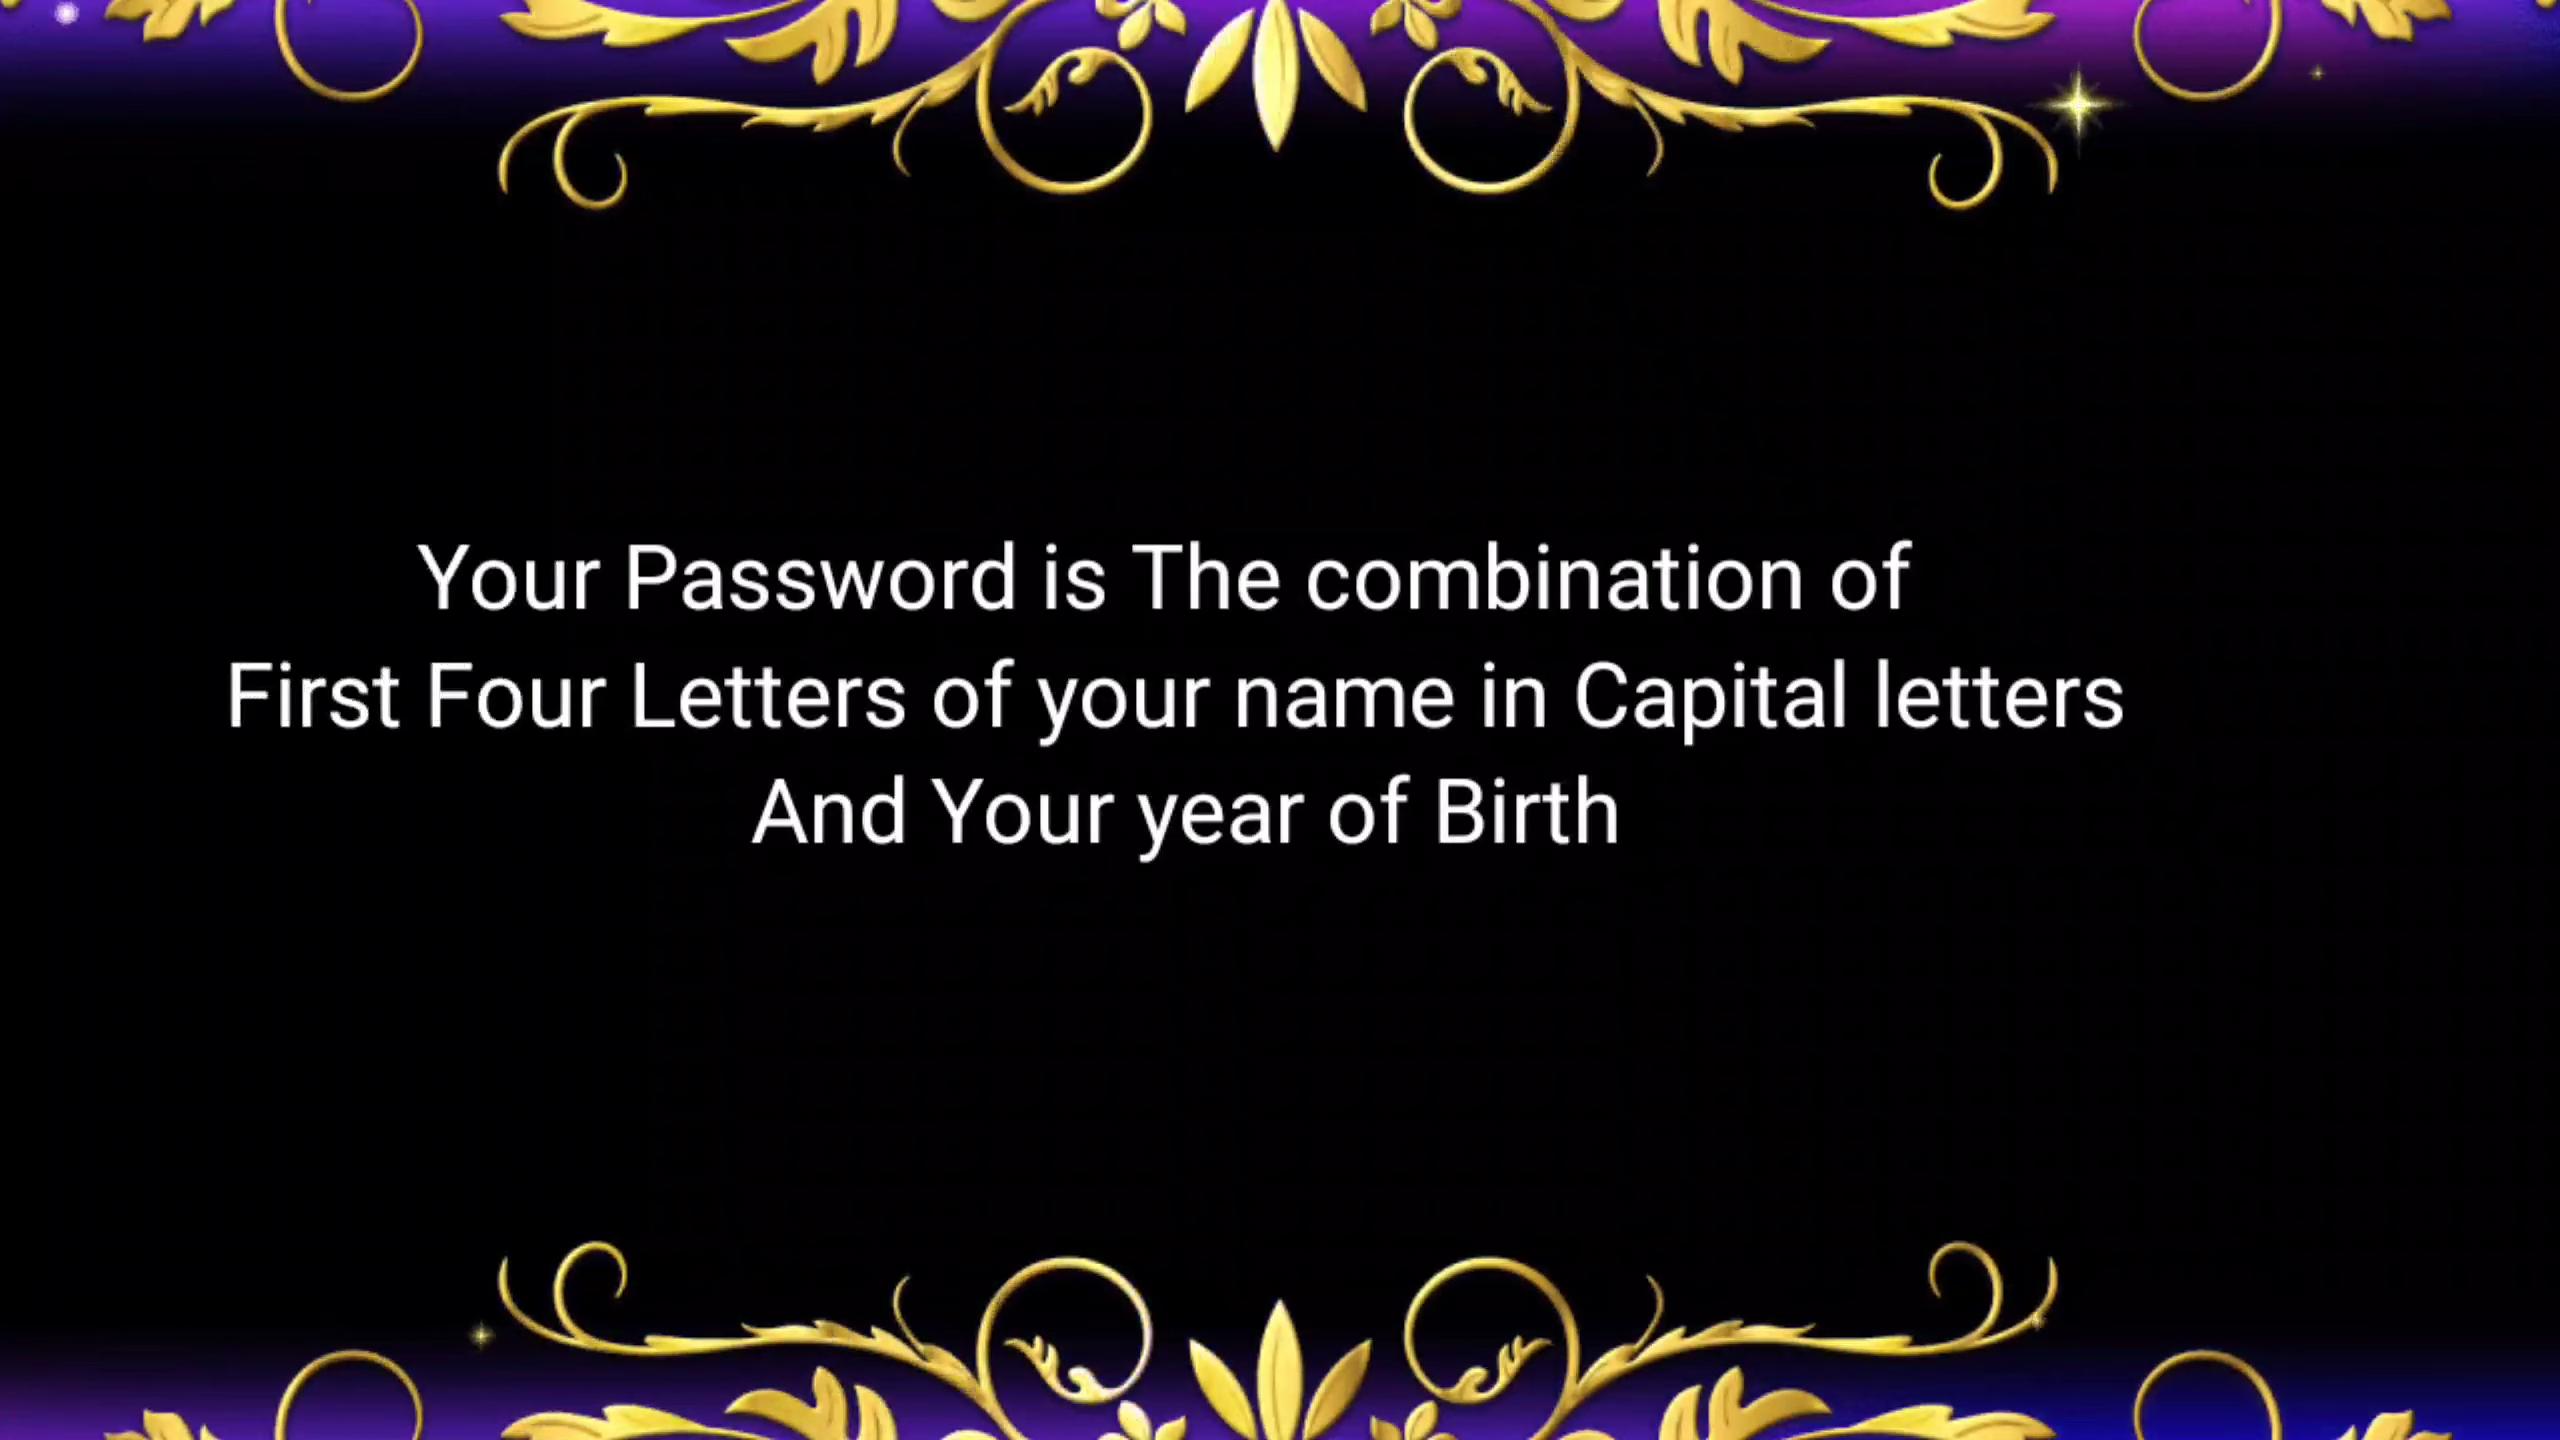 Your Password is The combination of
First Four Letters of your name in Capital letters
And Your year of Birth